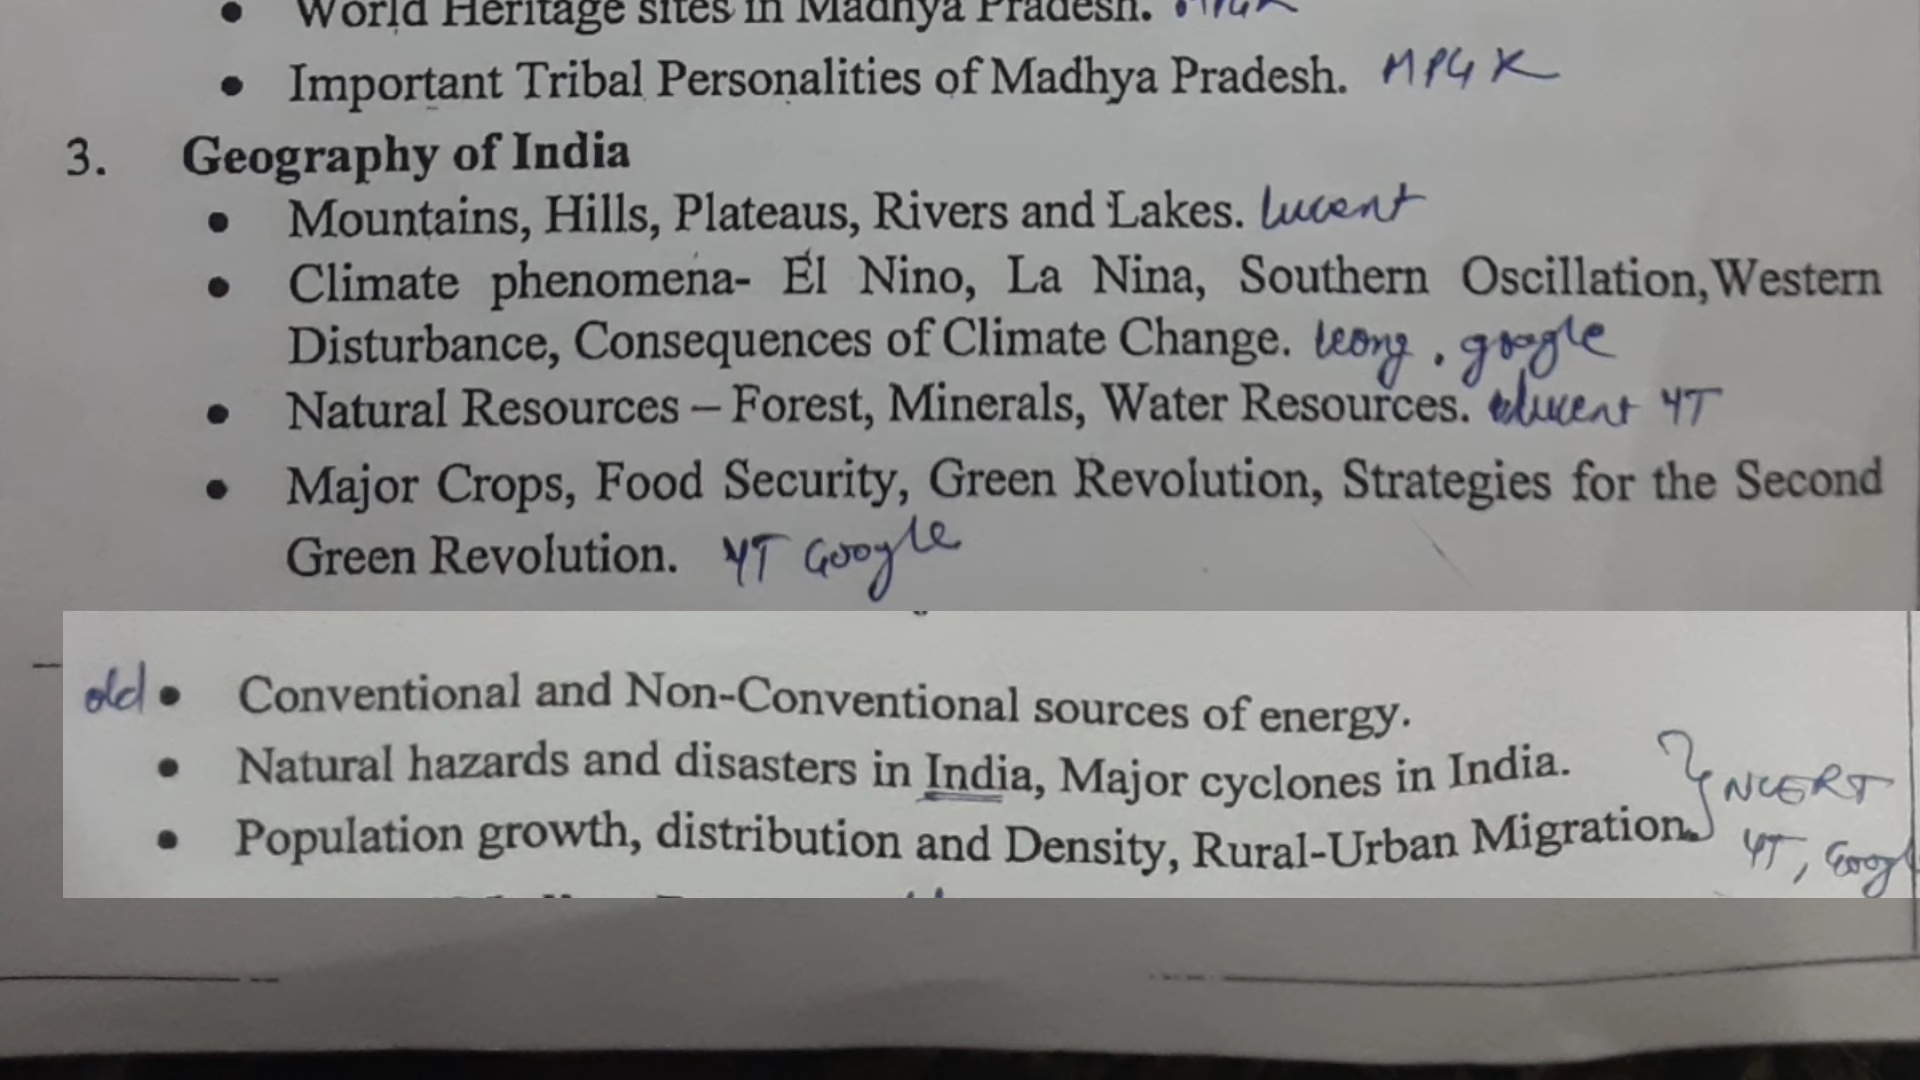 • World Heritage sites in Madhya Pradesh. MPGK
• Important Tribal Personalities of Madhya Pradesh. MPGK
3. Geography of India
• Mountains, Hills, Plateaus, Rivers and Lakes. Lucent
• Climate phenomena- El Nino, La Nina, Southern Oscillation, Western
Disturbance, Consequences of Climate Change. leong, google
• Natural Resources – Forest, Minerals, Water Resources. Lucent YT
• Major Crops, Food Security, Green Revolution, Strategies for the Second
Green Revolution. YT Google
old • Conventional and Non-Conventional sources of energy.
• Natural hazards and disasters in India, Major cyclones in India.
NCERT
• Population growth, distribution and Density, Rural-Urban Migration.
YT, Googl